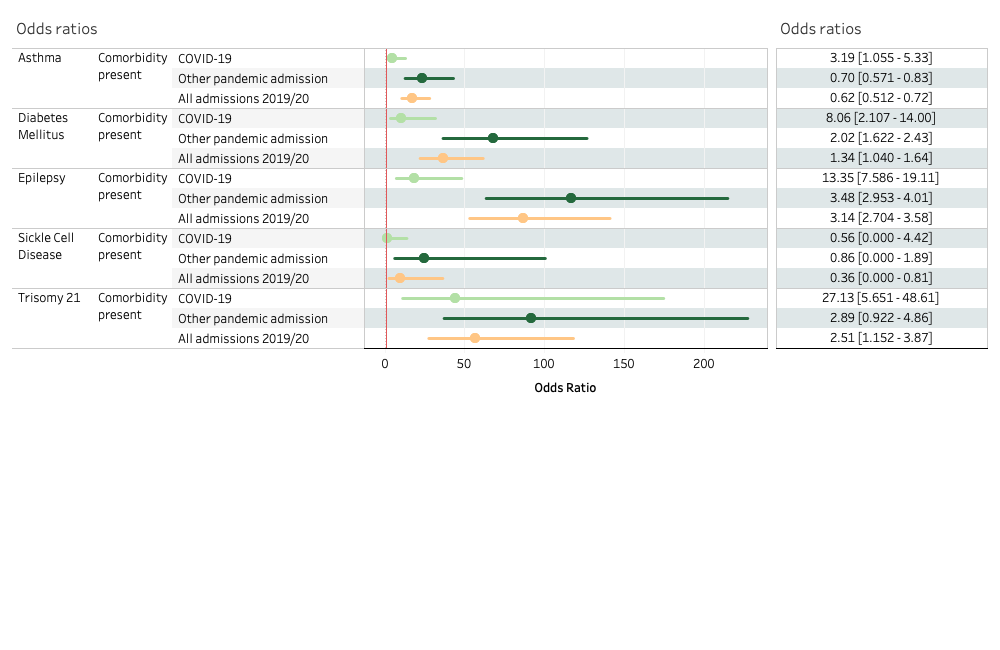 Odds ratios
Odds ratios
Asthma Comorbidity present COVID-19 3.19 [1.055 - 5.33]
Other pandemic admission 0.70 [0.571 - 0.83]
All admissions 2019/20 0.62 [0.512 - 0.72]
Diabetes Mellitus Comorbidity present COVID-19 8.06 [2.107 - 14.00]
Other pandemic admission 2.02 [1.622 - 2.43]
All admissions 2019/20 1.34 [1.040 - 1.64]
Epilepsy Comorbidity present COVID-19 13.35 [7.586 - 19.11]
Other pandemic admission 3.48 [2.953 - 4.01]
All admissions 2019/20 3.14 [2.704 - 3.58]
Sickle Cell Disease Comorbidity present COVID-19 0.56 [0.000 - 4.42]
Other pandemic admission 0.86 [0.000 - 1.89]
All admissions 2019/20 0.36 [0.000 - 0.81]
Trisomy 21 Comorbidity present COVID-19 27.13 [5.651 - 48.61]
Other pandemic admission 2.89 [0.922 - 4.86]
All admissions 2019/20 2.51 [1.152 - 3.87]
0 50 100 150 200
Odds Ratio